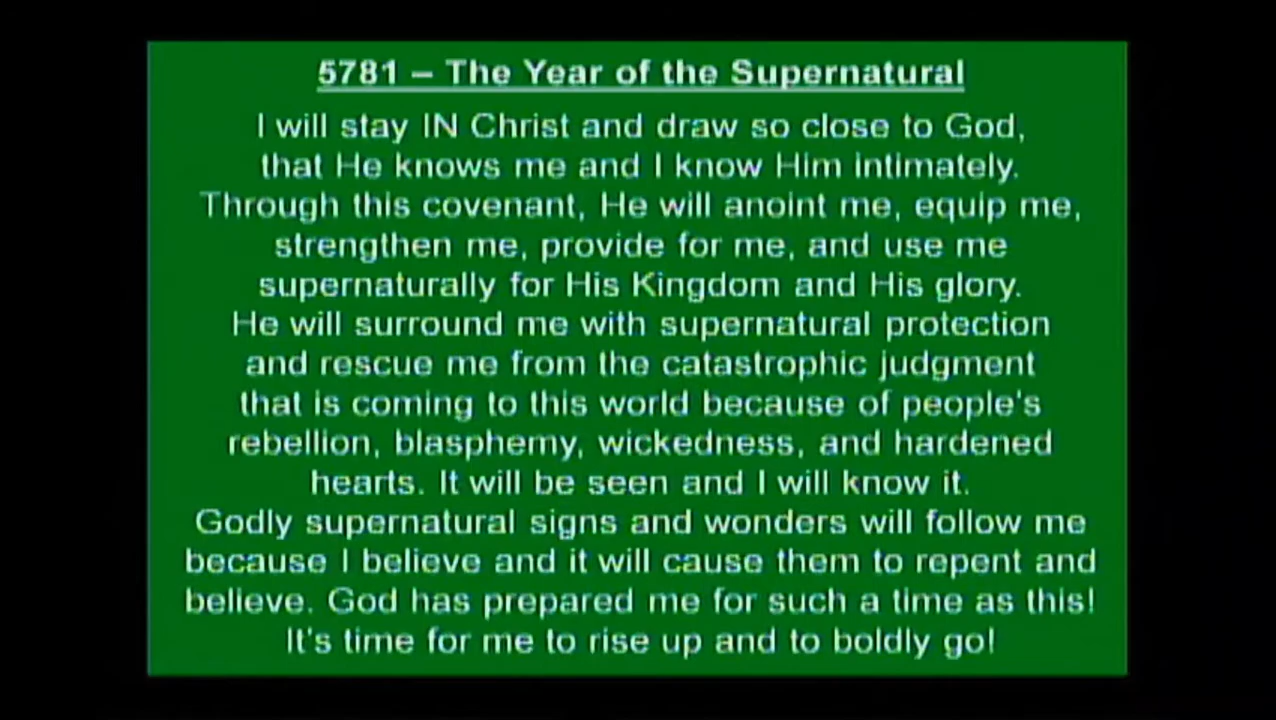 5781 – The Year of the Supernatural
I will stay IN Christ and draw so close to God,
that He knows me and I know Him intimately.
Through this covenant, He will anoint me, equip me,
strengthen me, provide for me, and use me
supernaturally for His Kingdom and His glory.
He will surround me with supernatural protection
and rescue me from the catastrophic judgment
that is coming to this world because of people's
rebellion, blasphemy, wickedness, and hardened
hearts. It will be seen and I will know it.
Godly supernatural signs and wonders will follow me
because I believe and it will cause them to repent and
believe. God has prepared me for such a time as this!
It's time for me to rise up and to boldly go!